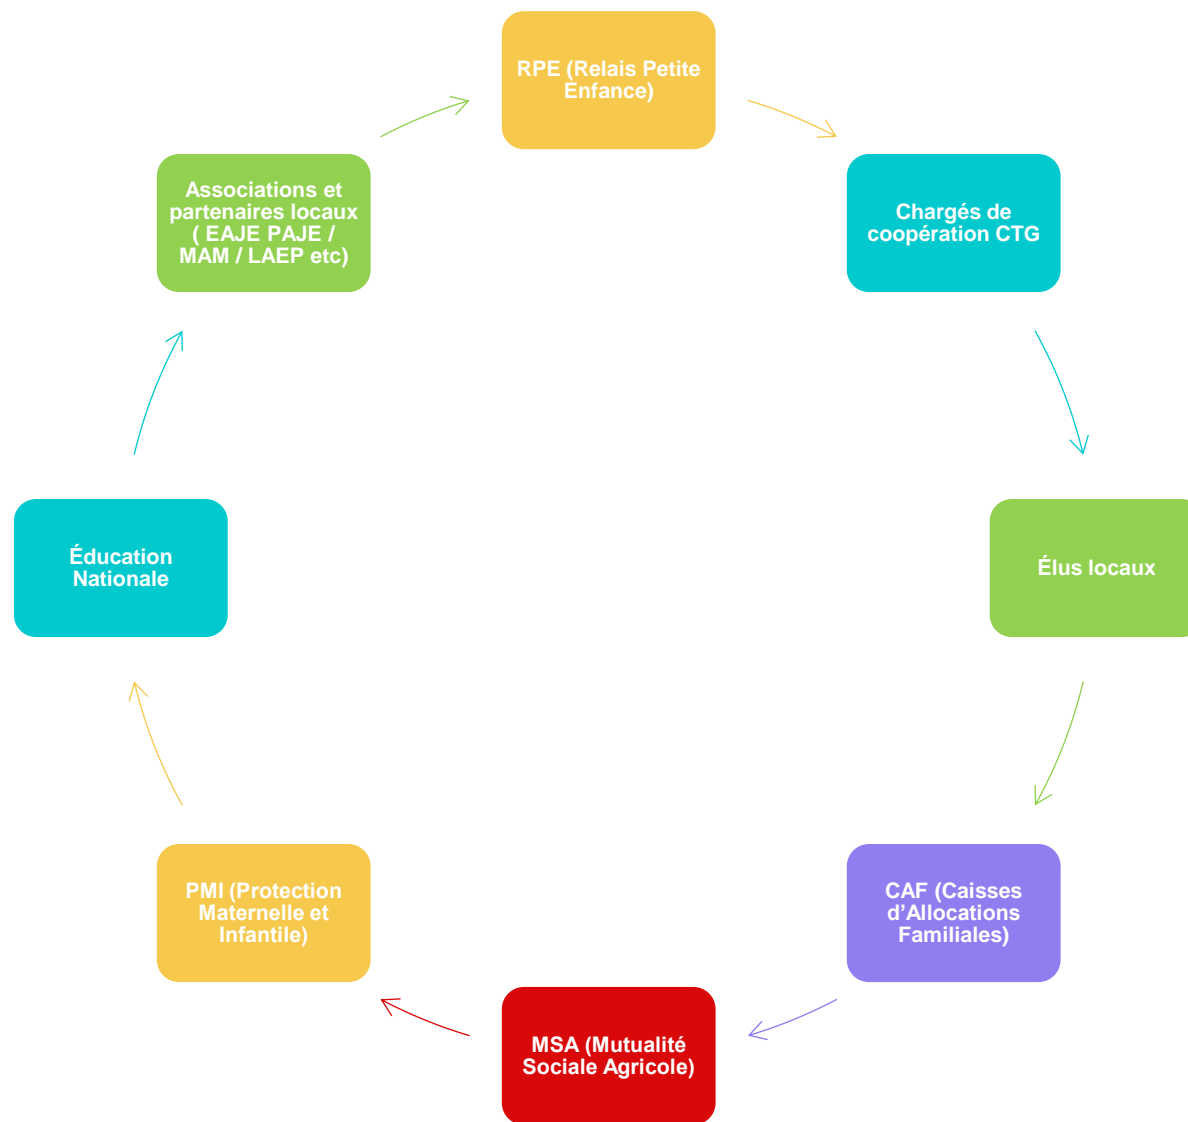 RPE (Relais Petite
Enfance)
Chargés de
coopération CTG
Élus locaux
CAF (Caisses
d’Allocations
Familiales)
MSA (Mutualité
Sociale Agricole)
PMI (Protection
Maternelle et
Infantile)
Éducation
Nationale
Associations et
partenaires locaux
( EAJE PAJE /
MAM / LAEP etc)